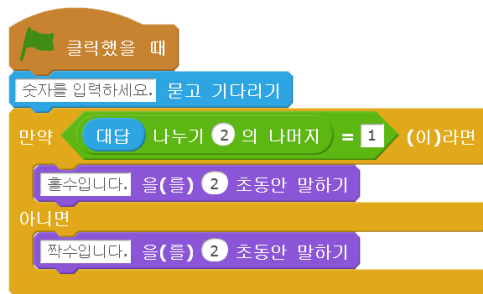 클릭했을 때
숫자를 입력하세요. 묻고 기다리기
만약 대답 나누기 2 의 나머지 = 1 (이)라면
홀수입니다. 을(를) 2 초동안 말하기
아니면
짝수입니다. 을(를) 2 초동안 말하기